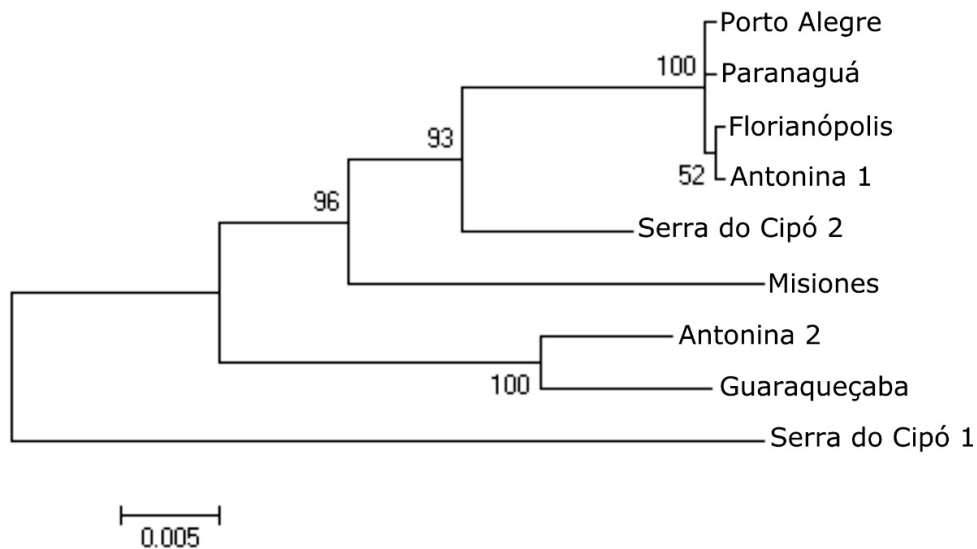 Porto Alegre
100
Paranaguá
93
Florianópolis
52
Antonina 1
96
Serra do Cipó 2
Misiones
Antonina 2
100
Guaraqueçaba
Serra do Cipó 1
0.005